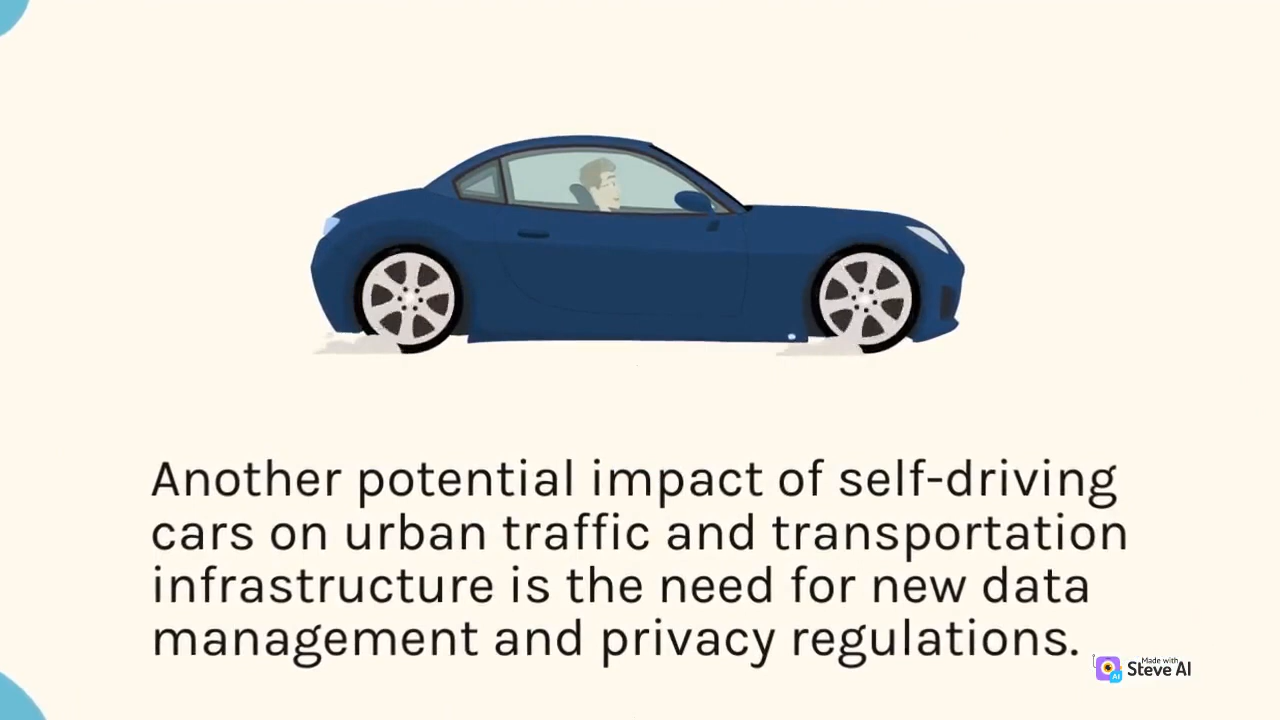 Another potential impact of self-driving
cars on urban traffic and transportation
infrastructure is the need for new data
management and privacy regulations.
Made with
Steve AI
AI